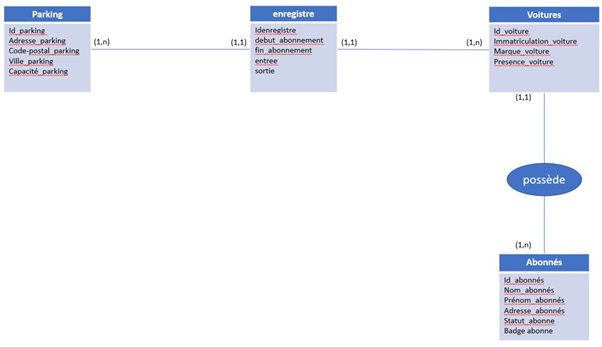 Parking
Id_parking
Adresse_parking
Code-postal_parking
Ville_parking
Capacité_parking
(1,n)
(1,1)
enregistre
Idenregistre
debut_abonnement
fin_abonnement
entree
sortie
(1,1)
(1,n)
Voitures
Id_voiture
Immatriculation_voiture
Marque_voiture
Presence_voiture
(1,1)
possède
(1,n)
Abonnés
Id_abonnés
Nom_abonnés
Prénom_abonnés
Adresse_abonnés
Statut_abonne
Badge abonne